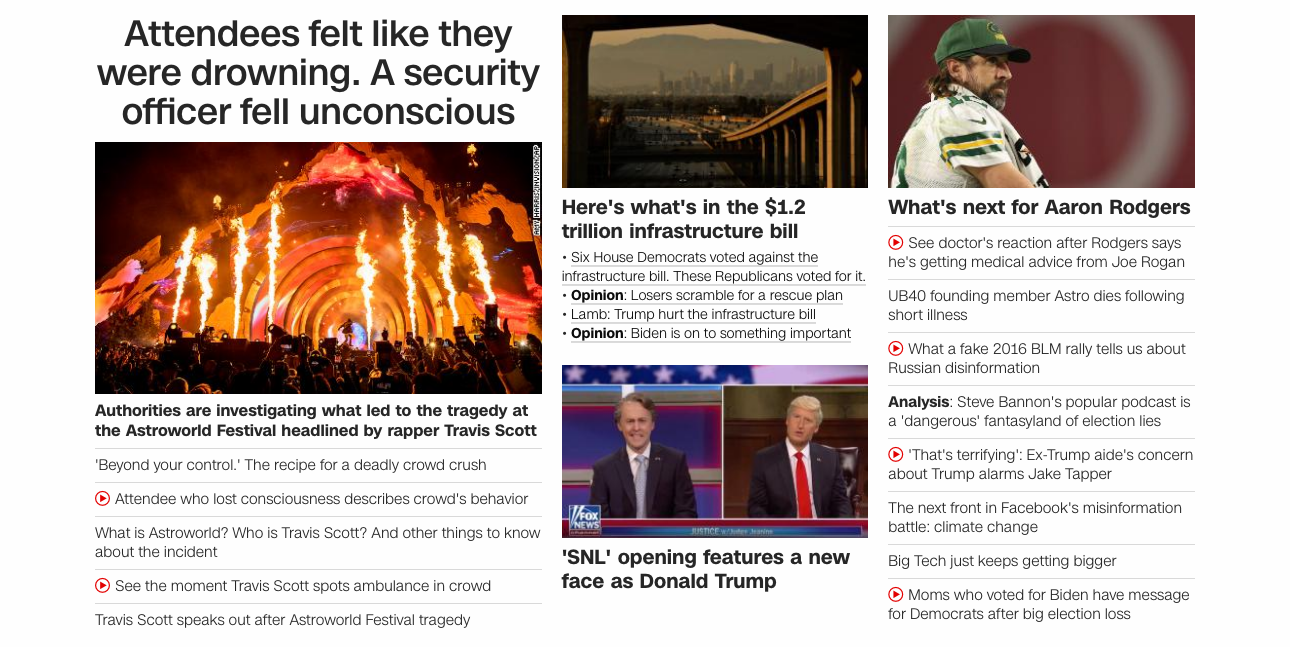 Attendees felt like they
were drowning. A security
officer fell unconscious
AMY HARRIS/INVISION/AP
Authorities are investigating what led to the tragedy at
the Astroworld Festival headlined by rapper Travis Scott
'Beyond your control.' The recipe for a deadly crowd crush
Attendee who lost consciousness describes crowd's behavior
What is Astroworld? Who is Travis Scott? And other things to know
about the incident
See the moment Travis Scott spots ambulance in crowd
Travis Scott speaks out after Astroworld Festival tragedy
Here's what's in the $1.2
trillion infrastructure bill
• Six House Democrats voted against the
infrastructure bill. These Republicans voted for it.
• Opinion: Losers scramble for a rescue plan
• Lamb: Trump hurt the infrastructure bill
• Opinion: Biden is on to something important
FOX
NEWS
JUSTICE w/Judge Jeanine
'SNL' opening features a new
face as Donald Trump
What's next for Aaron Rodgers
See doctor's reaction after Rodgers says
he's getting medical advice from Joe Rogan
UB40 founding member Astro dies following
short illness
What a fake 2016 BLM rally tells us about
Russian disinformation
Analysis: Steve Bannon's popular podcast is
a 'dangerous' fantasyland of election lies
'That's terrifying': Ex-Trump aide's concern
about Trump alarms Jake Tapper
The next front in Facebook's misinformation
battle: climate change
Big Tech just keeps getting bigger
Moms who voted for Biden have message
for Democrats after big election loss